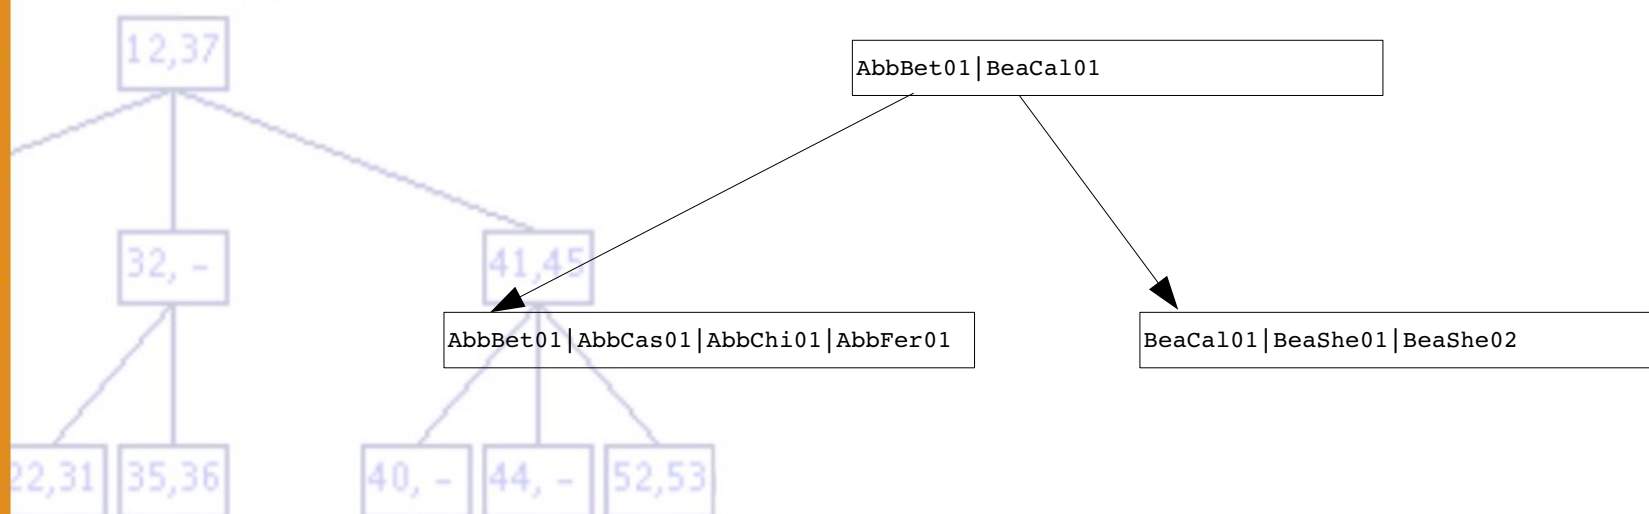 12,37
AbbBet01|BeaCal01
32, -
41,45
AbbBet01|AbbCas01|AbbChi01|AbbFer01
BeaCal01|BeaShe01|BeaShe02
22,31
35,36
40, -
44, -
52,53